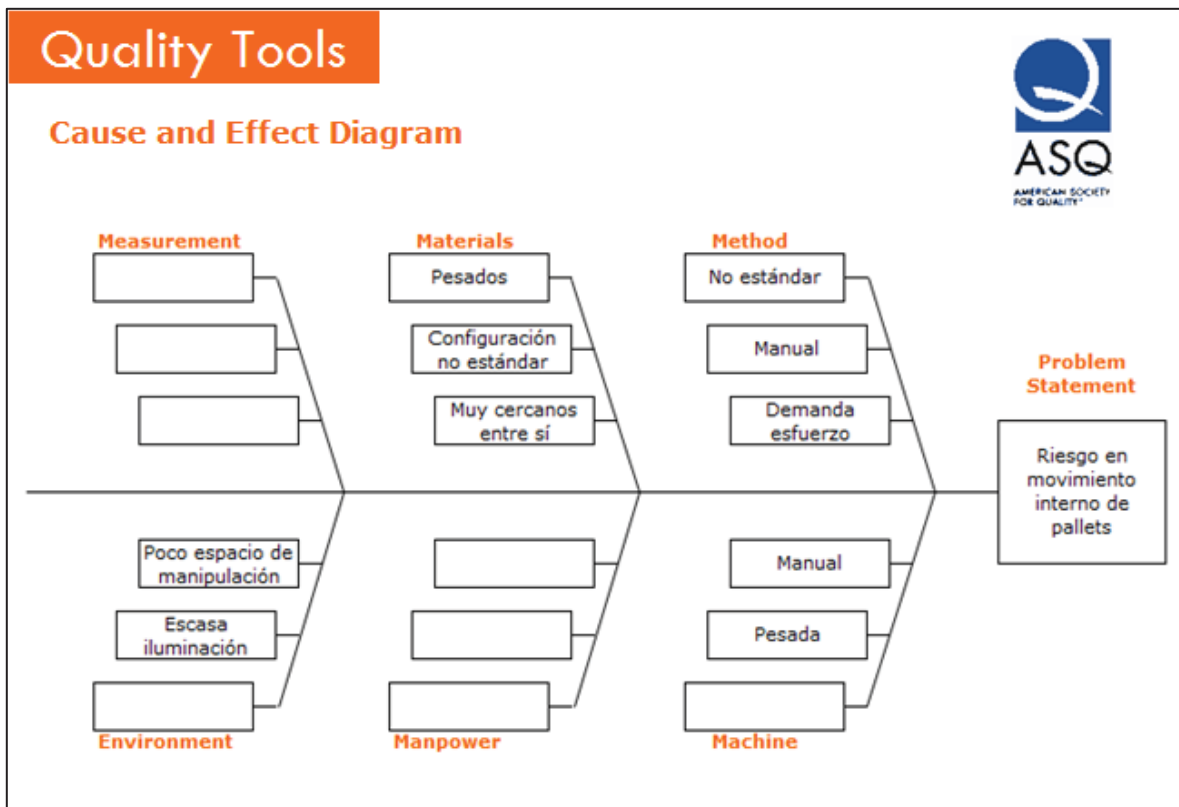 Quality Tools
Cause and Effect Diagram
ASQ
AMERICAN SOCIETY
FOR QUALITY
Measurement
Materials
Pesados
Configuración
no estándar
Muy cercanos
entre sí
Method
No estándar
Manual
Demanda
esfuerzo
Problem
Statement
Riesgo en
movimiento
interno de
pallets
Poco espacio de
manipulación
Escasa
iluminación
Environment
Manpower
Manual
Pesada
Machine